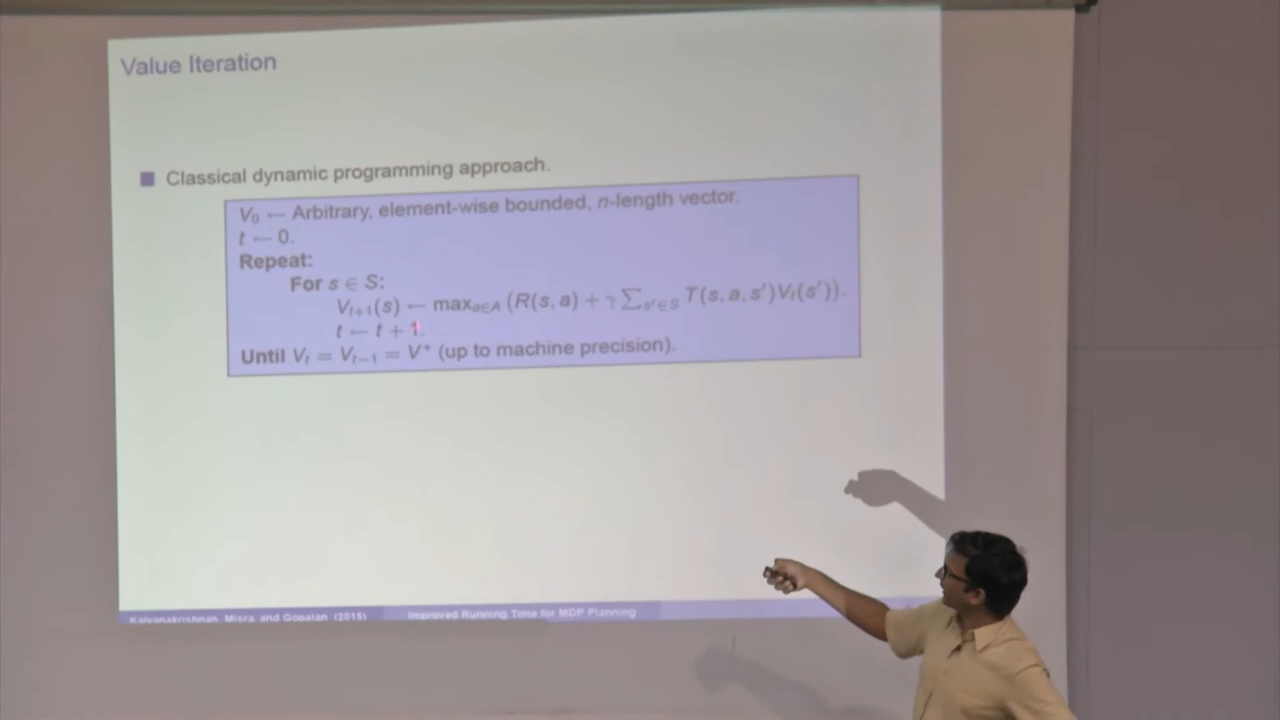 Value Iteration
■ Classical dynamic programming approach.
V₀ ← Arbitrary, element-wise bounded, n-length vector.
t ← 0.
Repeat:
For s ∈ S:
Vₜ₊₁(s) ← maxₐ∈A (R(s, a) + γ ∑ₛ'∈S T(s, a, s')Vₜ(s')).
t ← t + 1.
Until Vₜ = Vₜ₋₁ = V* (up to machine precision).
Kalyanakrishnan, Misra, and Gopalan (2015) Improved Running Time for MDP Planning